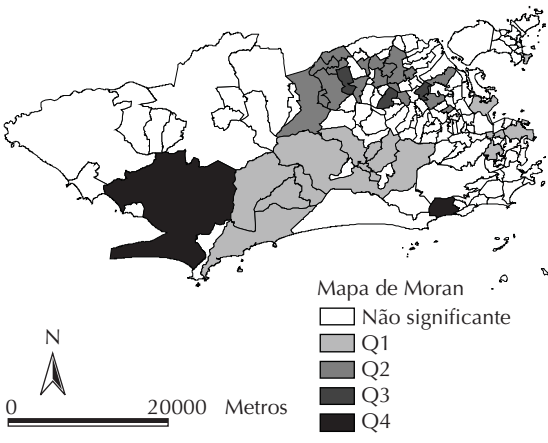 Mapa de Moran
Não significante
Q1
Q2
Q3
Q4
N
0 20000 Metros